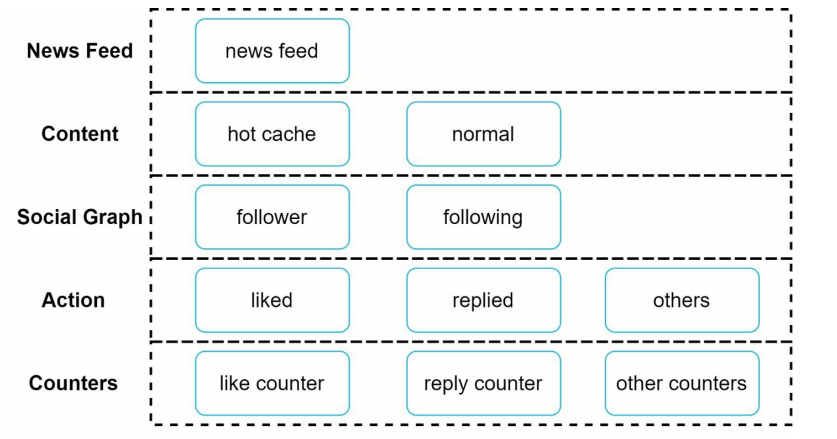 News Feed
news feed
Content
hot cache
normal
Social Graph
follower
following
Action
liked
replied
others
Counters
like counter
reply counter
other counters